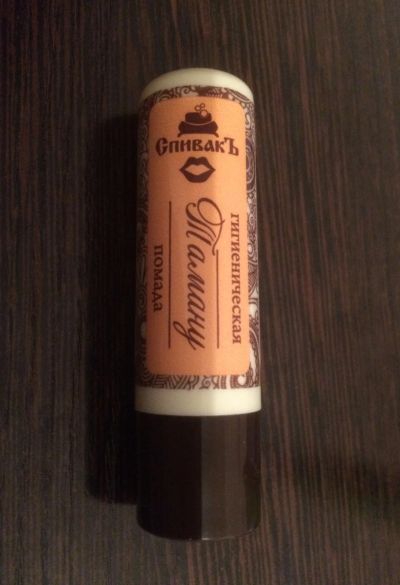 СпивакЪ
гигиеническая
Таману
помада